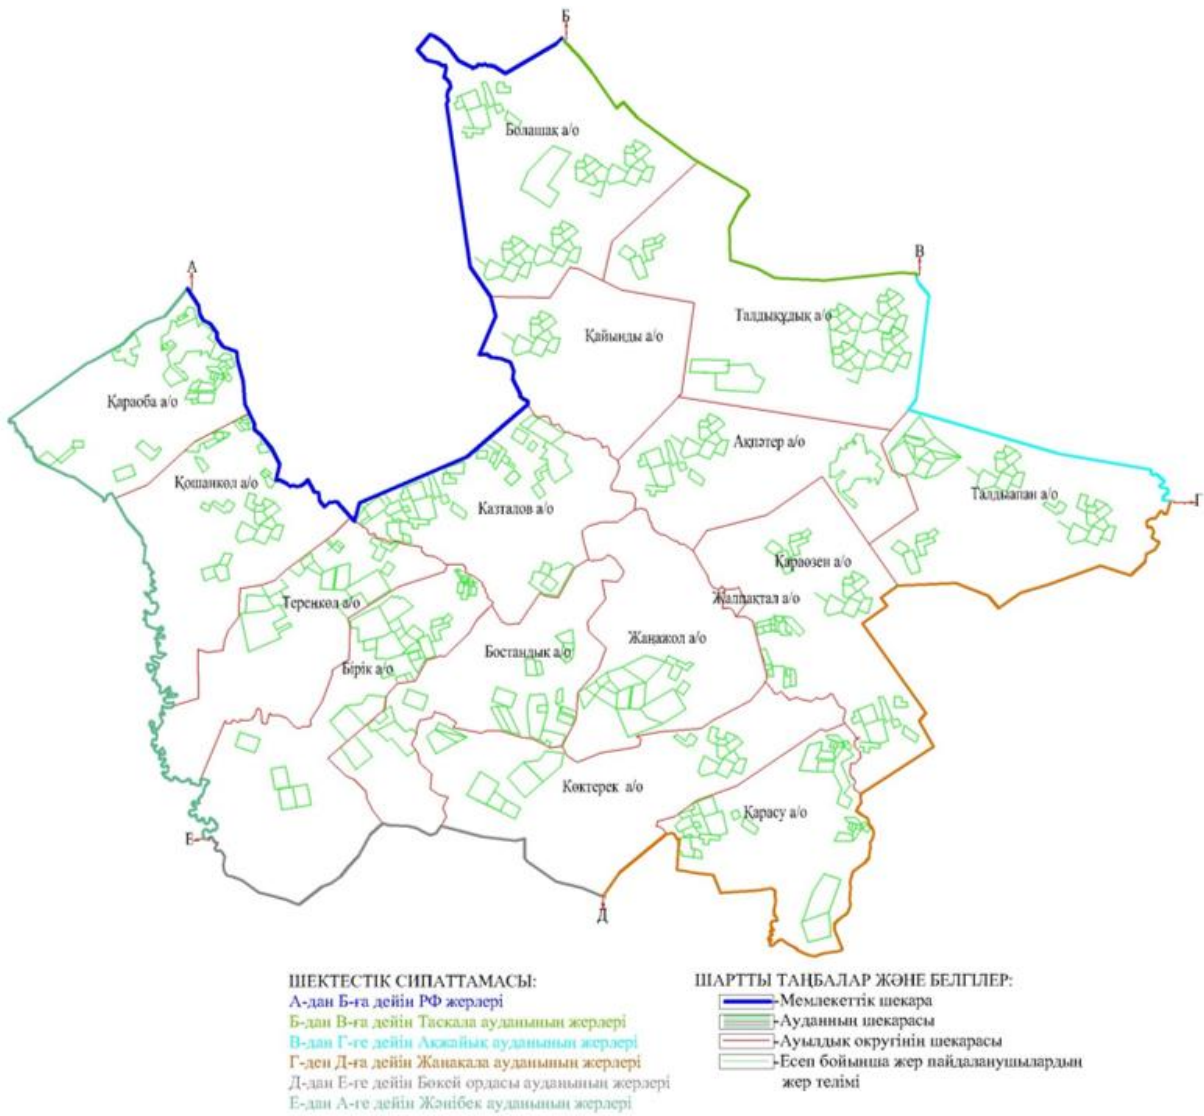 Б
Болашақ а/о
В
А
Талдықұдық а/о
Қайынды а/о
Қараоба а/о
Ақпәтер а/о
Қошанкөл а/о
Талдыапан а/о
Г
Казталов а/о
Қараөзен а/о
Теренкөл а/о
Жалпақтал а/о
Жаңажол а/о
Бостандық а/о
Бірік а/о
Көктерек а/о
Қарасу а/о
Е
Д
ШЕКТЕСТІК СИПАТТАМАСЫ:
А-дан Б-ға дейін РФ жерлері
Б-дан В-ға дейін Тасқала ауданының жерлері
В-дан Г-ге дейін Ақжайық ауданының жерлері
Г-ден Д-ға дейін Жаңақала ауданының жерлері
Д-дан Е-ге дейін Бөкей ордасы ауданының жерлері
Е-дан А-ге дейін Жәнібек ауданының жерлері
ШАРТТЫ ТАҢБАЛАР ЖӘНЕ БЕЛГІЛЕР:
-Мемлекеттік шекара
-Ауданның шекарасы
-Ауылдық округінің шекарасы
-Есеп бойынша жер пайдаланушылардың
жер телімі